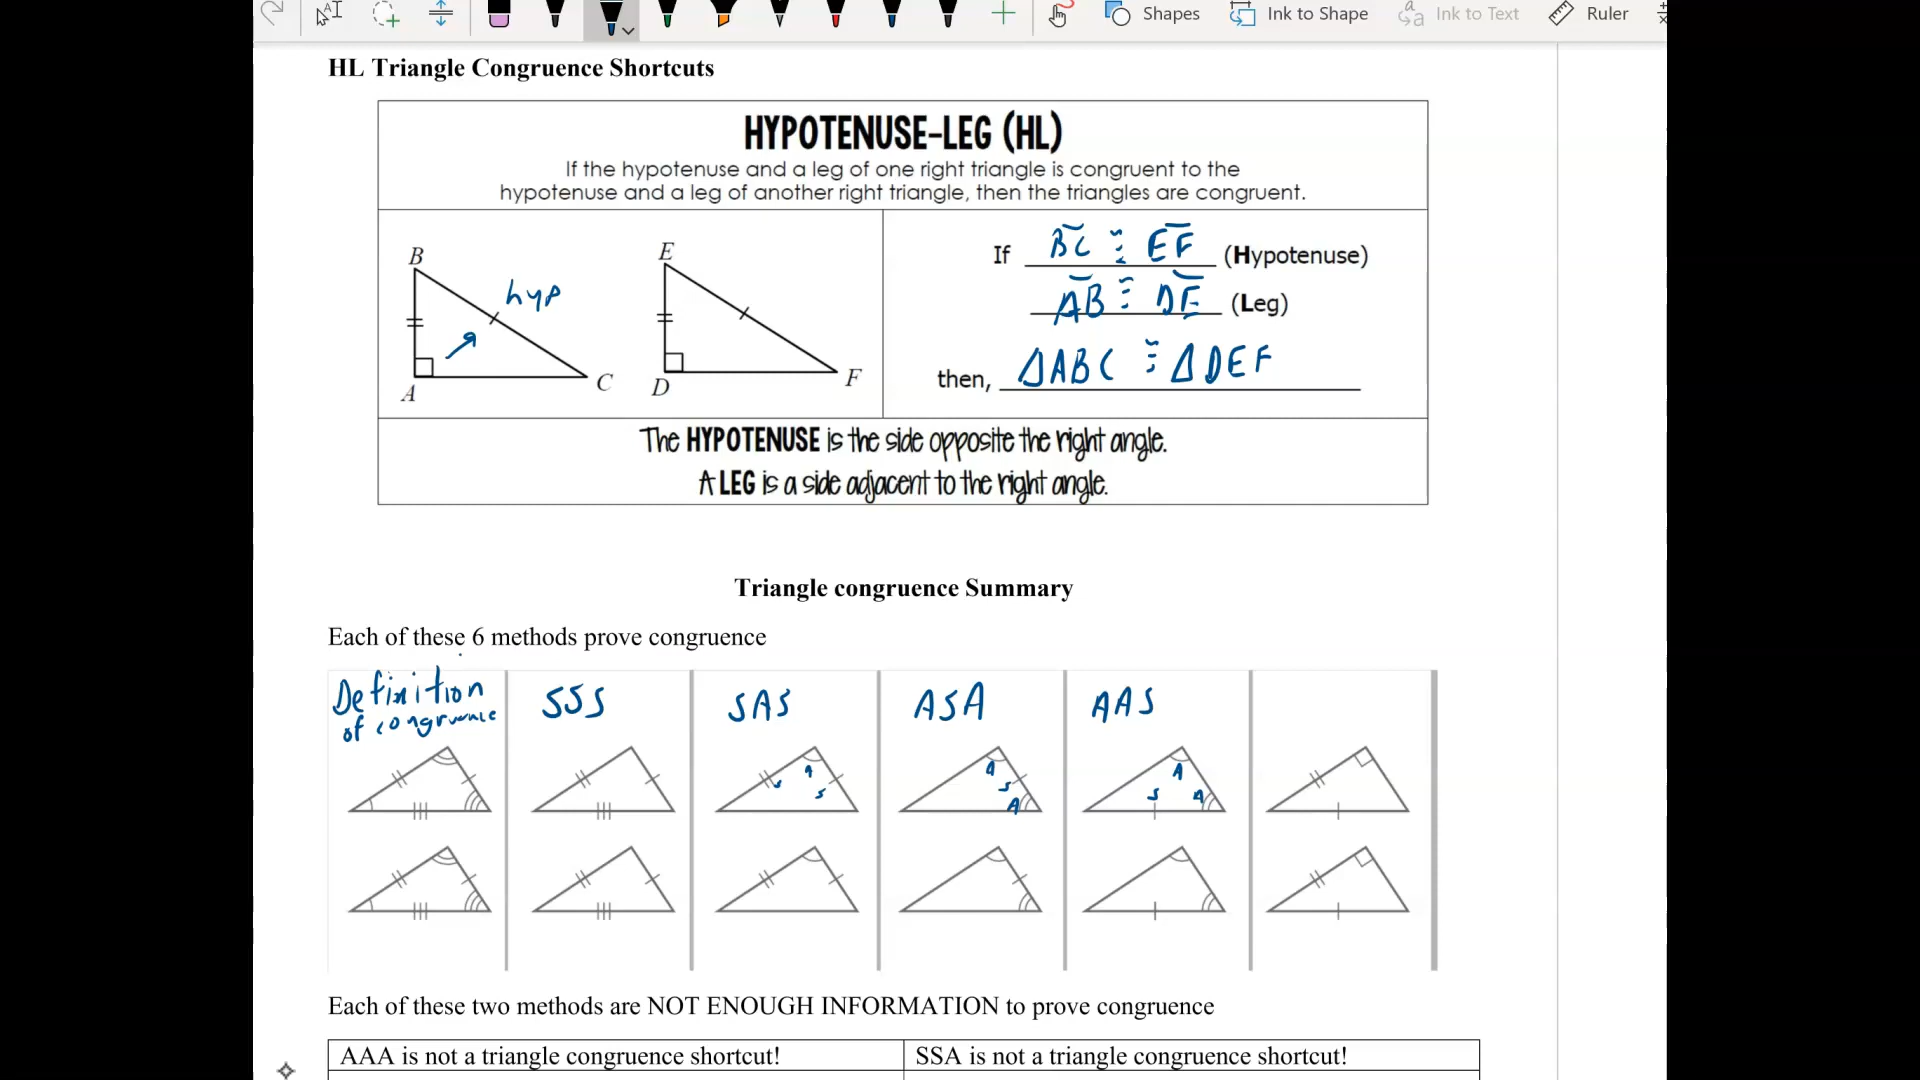 Shapes Ink to Shape Ink to Text Ruler
HL Triangle Congruence Shortcuts
HYPOTENUSE-LEG (HL)
If the hypotenuse and a leg of one right triangle is congruent to the
hypotenuse and a leg of another right triangle, then the triangles are congruent.
B
hyp
A
C
E
D
F
If BC ≅ EF (Hypotenuse)
AB ≅ DE (Leg)
then, ΔABC ≅ ΔDEF
The HYPOTENUSE is the side opposite the right angle.
A LEG is a side adjacent to the right angle.
Triangle congruence Summary
Each of these 6 methods prove congruence
Definition
of congruence
SSS
SAS
S A S
ASA
A S A
AAS
A A S
Each of these two methods are NOT ENOUGH INFORMATION to prove congruence
AAA is not a triangle congruence shortcut!
SSA is not a triangle congruence shortcut!